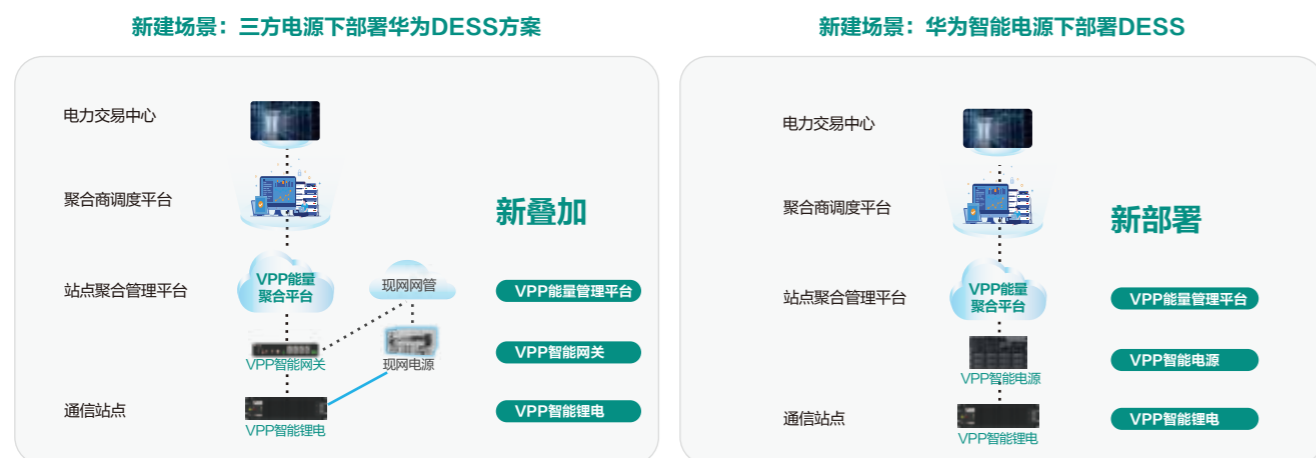 新建场景：三方电源下部署华为DESS方案
电力交易中心
聚合商调度平台
新叠加
站点聚合管理平台
VPP能量
聚合平台
现网网管
VPP能量管理平台
VPP智能网关
现网电源
VPP智能网关
通信站点
VPP智能锂电
VPP智能锂电
新建场景：华为智能电源下部署DESS
电力交易中心
聚合商调度平台
新部署
站点聚合管理平台
VPP能量
聚合平台
VPP能量管理平台
VPP智能电源
VPP智能电源
通信站点
VPP智能锂电
VPP智能锂电